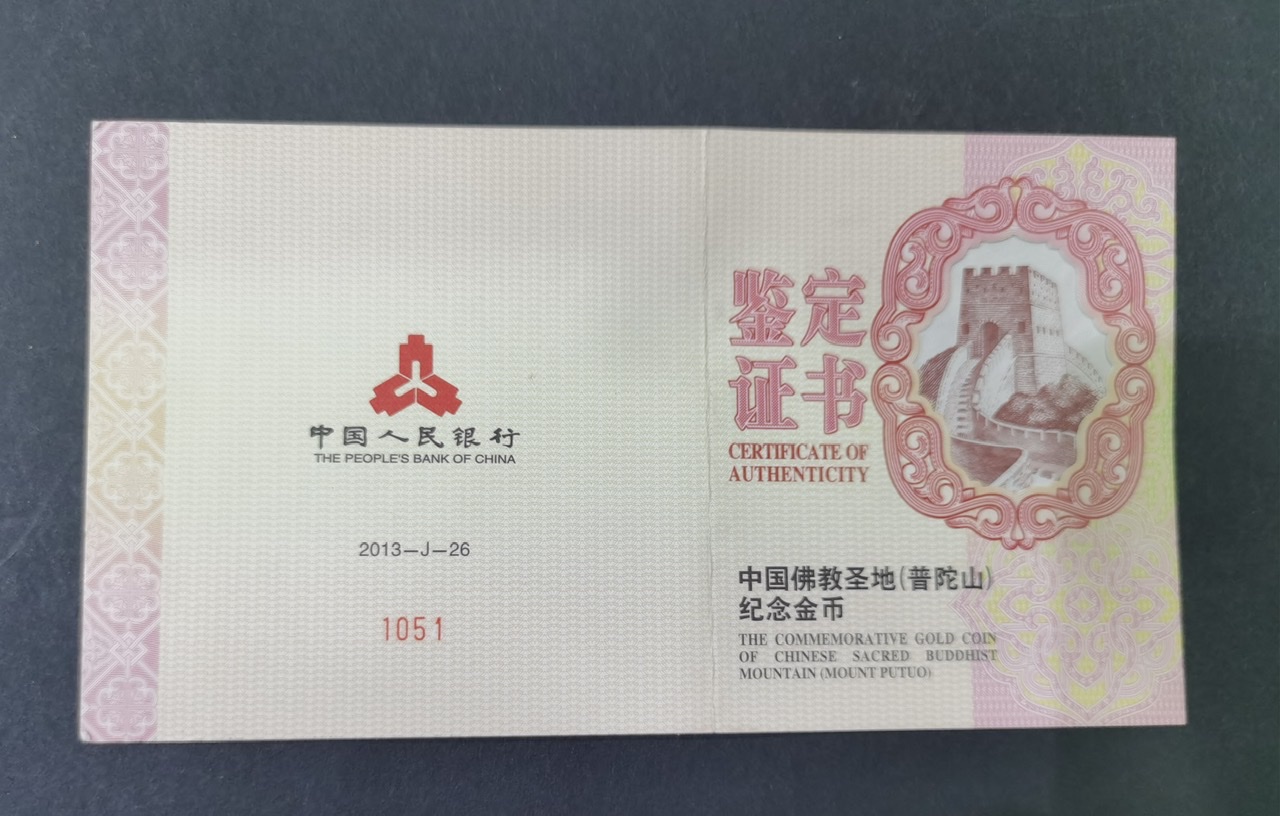 中国人民银行
THE PEOPLE'S BANK OF CHINA
2013—J—26
1051
鉴定
证书
CERTIFICATE OF
AUTHENTICITY
中国佛教圣地(普陀山)
纪念金币
THE COMMEMORATIVE GOLD COIN
OF CHINESE SACRED BUDDHIST
MOUNTAIN (MOUNT PUTUO)